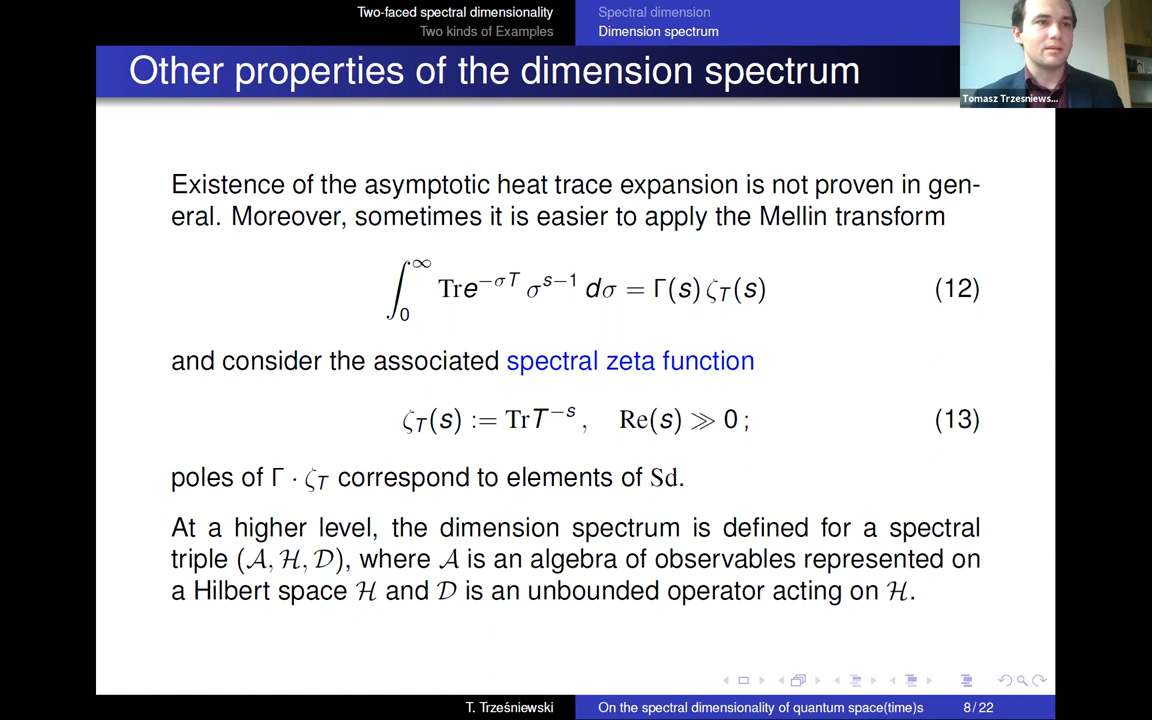 Two-faced spectral dimensionality
Two kinds of Examples
Spectral dimension
Dimension spectrum
Other properties of the dimension spectrum
Tomasz Trzesniews...
Existence of the asymptotic heat trace expansion is not proven in gen-
eral. Moreover, sometimes it is easier to apply the Mellin transform
∫₀^∞ Tr e^{−σT} σ^{s−1} dσ = Γ(s) ζ_T(s) (12)
and consider the associated spectral zeta function
ζ_T(s) := Tr T^{−s} , Re(s) ≫ 0 ; (13)
poles of Γ · ζ_T correspond to elements of Sd.
At a higher level, the dimension spectrum is defined for a spectral
triple (𝒜, ℋ, 𝒟), where 𝒜 is an algebra of observables represented on
a Hilbert space ℋ and 𝒟 is an unbounded operator acting on ℋ.
T. Trześniewski
On the spectral dimensionality of quantum space(time)s
8/22